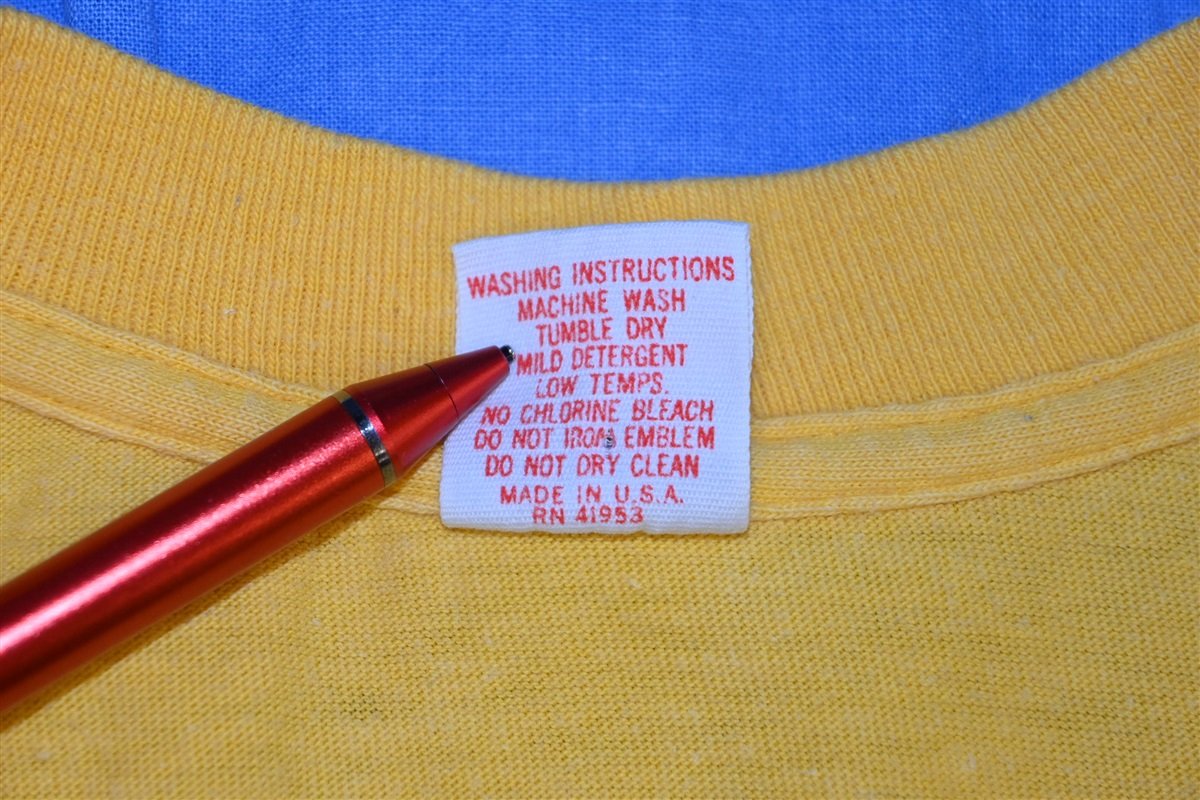 WASHING INSTRUCTIONS
MACHINE WASH
TUMBLE DRY
MILD DETERGENT
LOW TEMPS.
NO CHLORINE BLEACH
DO NOT IRON EMBLEM
DO NOT DRY CLEAN
MADE IN U.S.A.
RN 41953